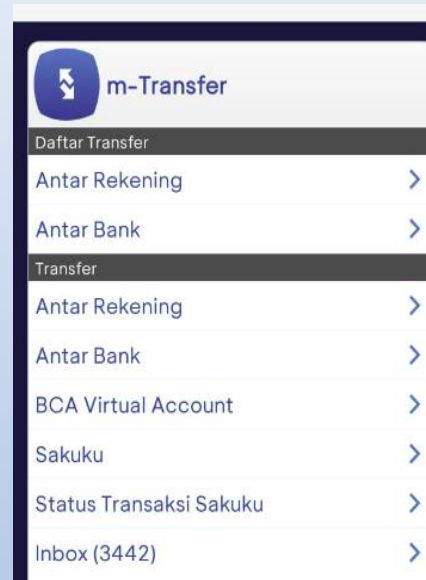 m-Transfer
Daftar Transfer
Antar Rekening
Antar Bank
Transfer
Antar Rekening
Antar Bank
BCA Virtual Account
Sakuku
Status Transaksi Sakuku
Inbox (3442)